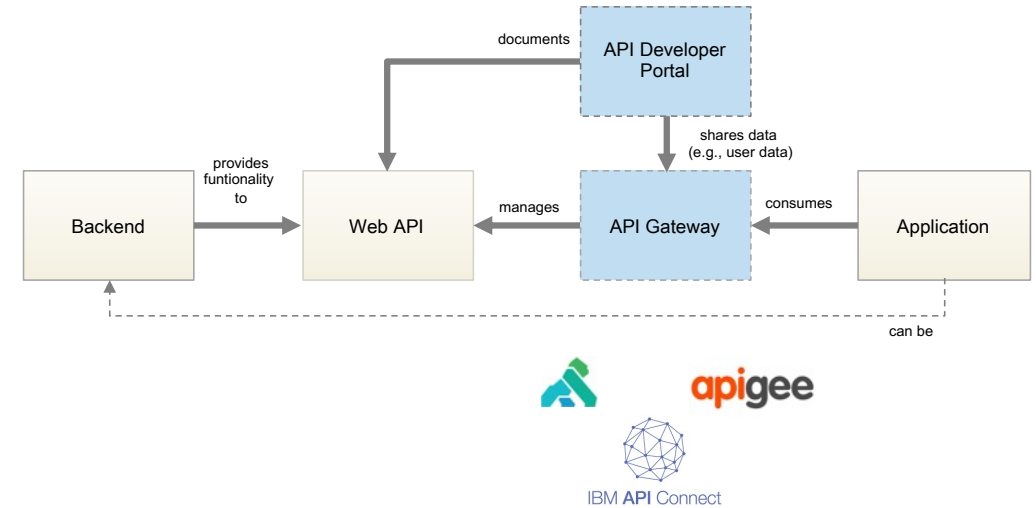 documents
API Developer
Portal
shares data
(e.g., user data)
provides
funtionality
to
Backend
Web API
manages
API Gateway
consumes
Application
can be
apigee
IBM API Connect